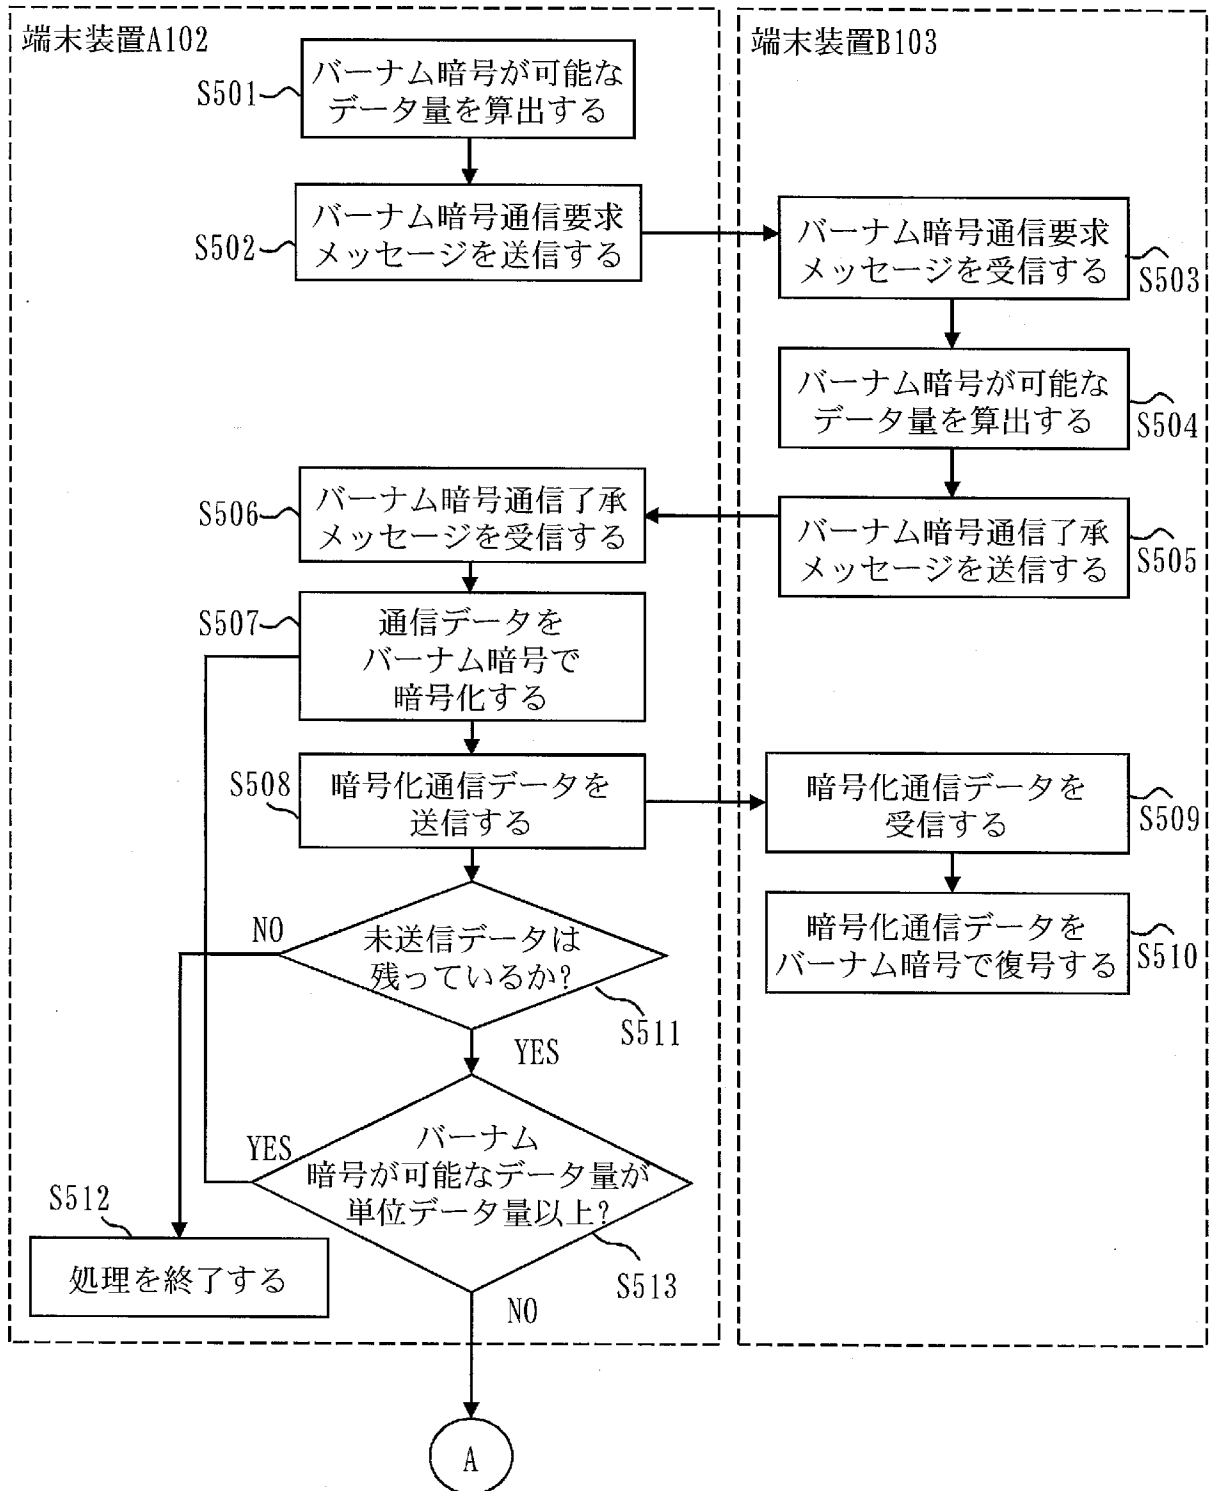 端末装置A102
バーナム暗号が可能な
データ量を算出する
S501
バーナム暗号通信要求
メッセージを送信する
S502
端末装置B103
バーナム暗号通信要求
メッセージを受信する
S503
バーナム暗号が可能な
データ量を算出する
S504
バーナム暗号通信了承
メッセージを送信する
S505
バーナム暗号通信了承
メッセージを受信する
S506
通信データを
バーナム暗号で
暗号化する
S507
暗号化通信データを
送信する
S508
暗号化通信データを
受信する
S509
暗号化通信データを
バーナム暗号で復号する
S510
未送信データは
残っているか?
S511
NO
YES
バーナム
暗号が可能なデータ量が
単位データ量以上?
S513
YES
NO
S512
処理を終了する
A